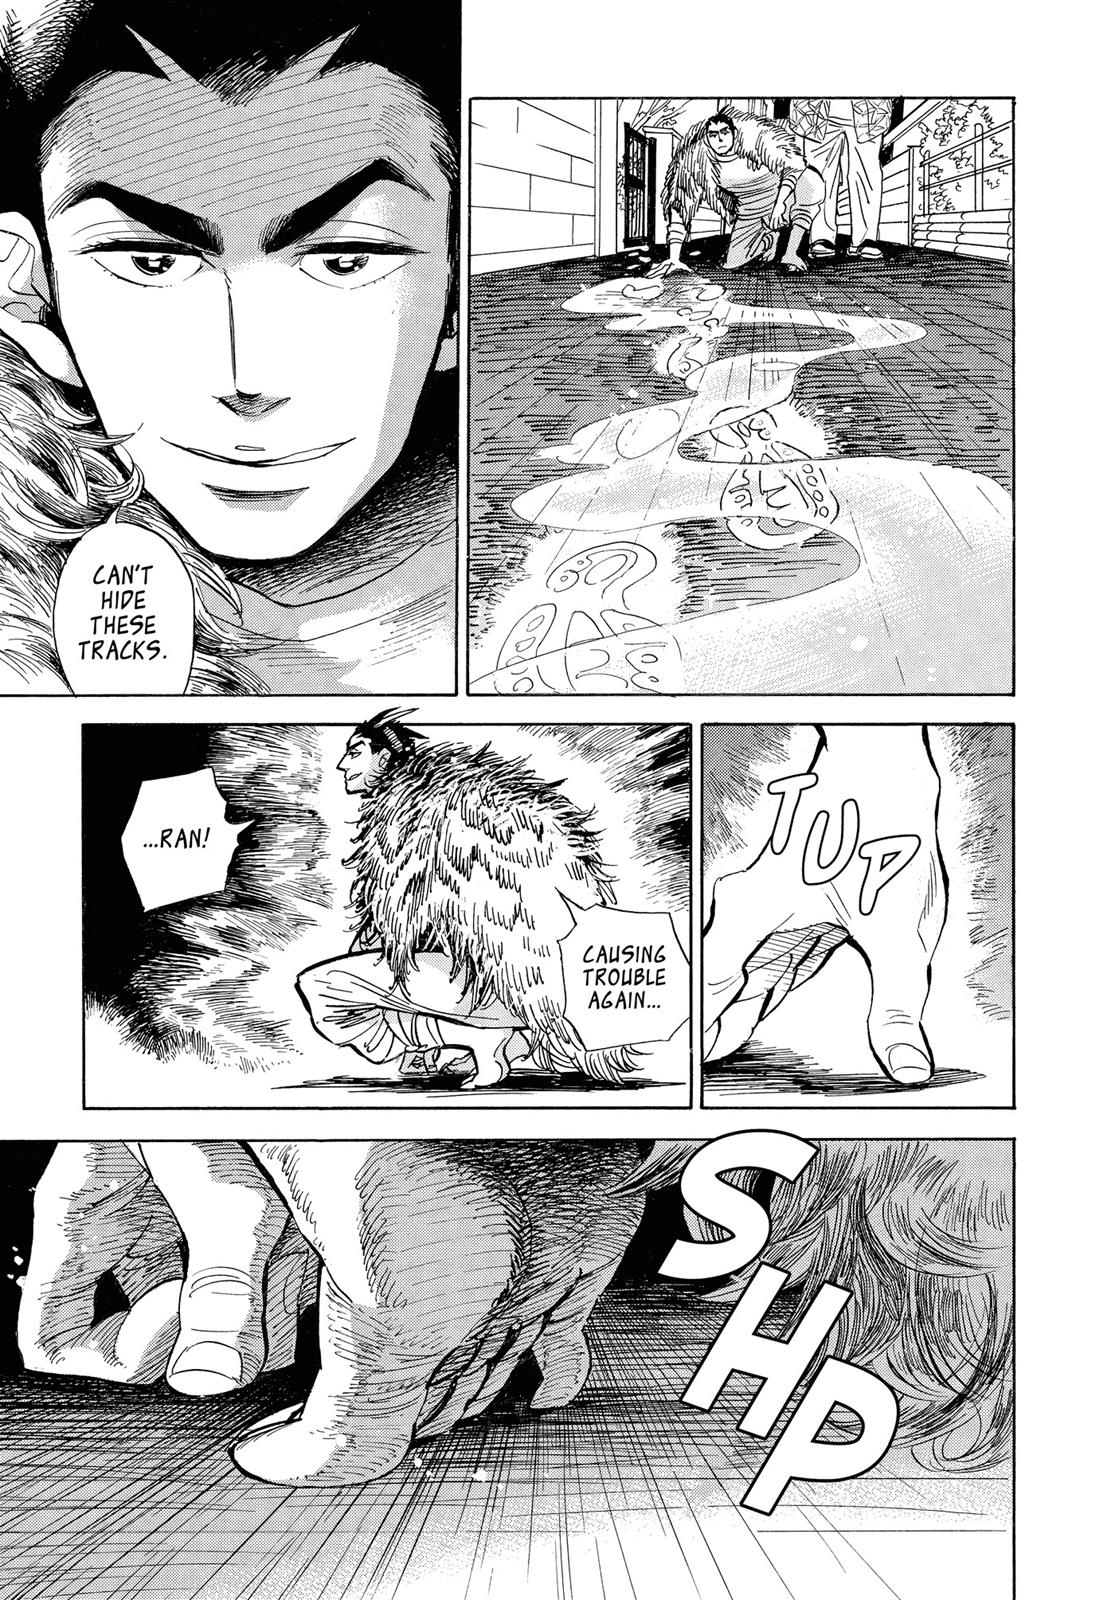 CAN'T
HIDE
THESE
TRACKS.
TUP
CAUSING
TROUBLE
AGAIN...
...RAN!
SHP